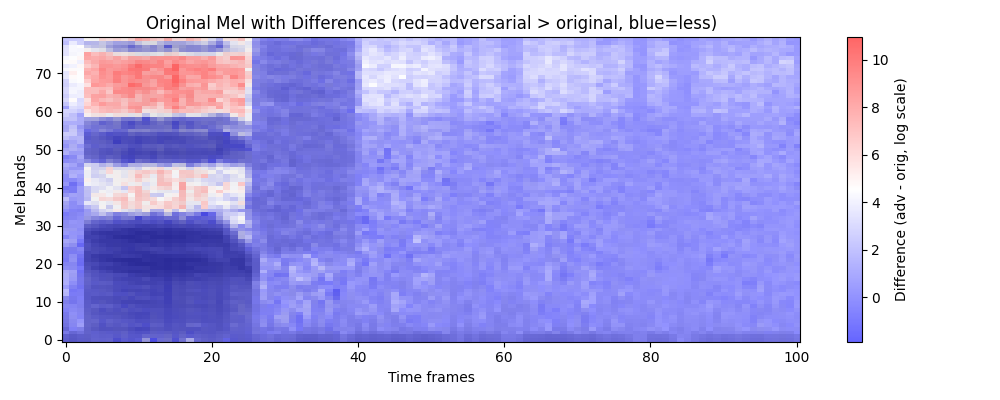 Original Mel with Differences (red=adversarial > original, blue=less)
70
60
50
40
30
20
10
0
Mel bands
0 20 40 60 80 100
Time frames
10
8
6
4
2
0
Difference (adv - orig, log scale)